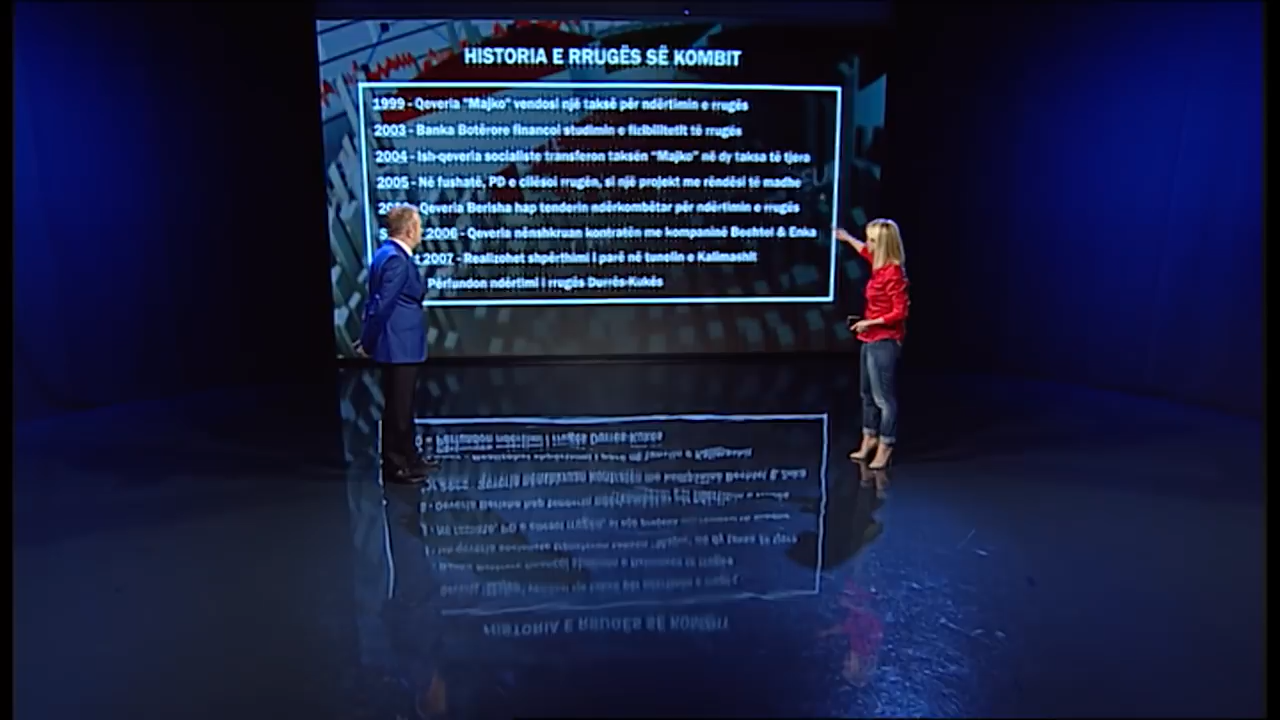 HISTORIA E RRUGËS SË KOMBIT
1999 - Qeveria "Majko" vendosi një taksë për ndërtimin e rrugës
2003 - Banka Botërore financoi studimin e fizibilitetit të rrugës
2004 - Ish-qeveria socialiste transferon taksën "Majko" në dy taksa të tjera
2005 - Në fushatë, PD e cilësoi rrugën, si një projekt me rëndësi të madhe
Qeveria Berisha hap tenderin ndërkombëtar për ndërtimin e rrugës
2006 - Qeveria nënshkruan kontratën me kompaninë Bechtel & Enka
2007 - Realizohet shpërthimi i parë në tunelin e Kalimashit
Përfundon ndërtimi i rrugës Durrës-Kukës